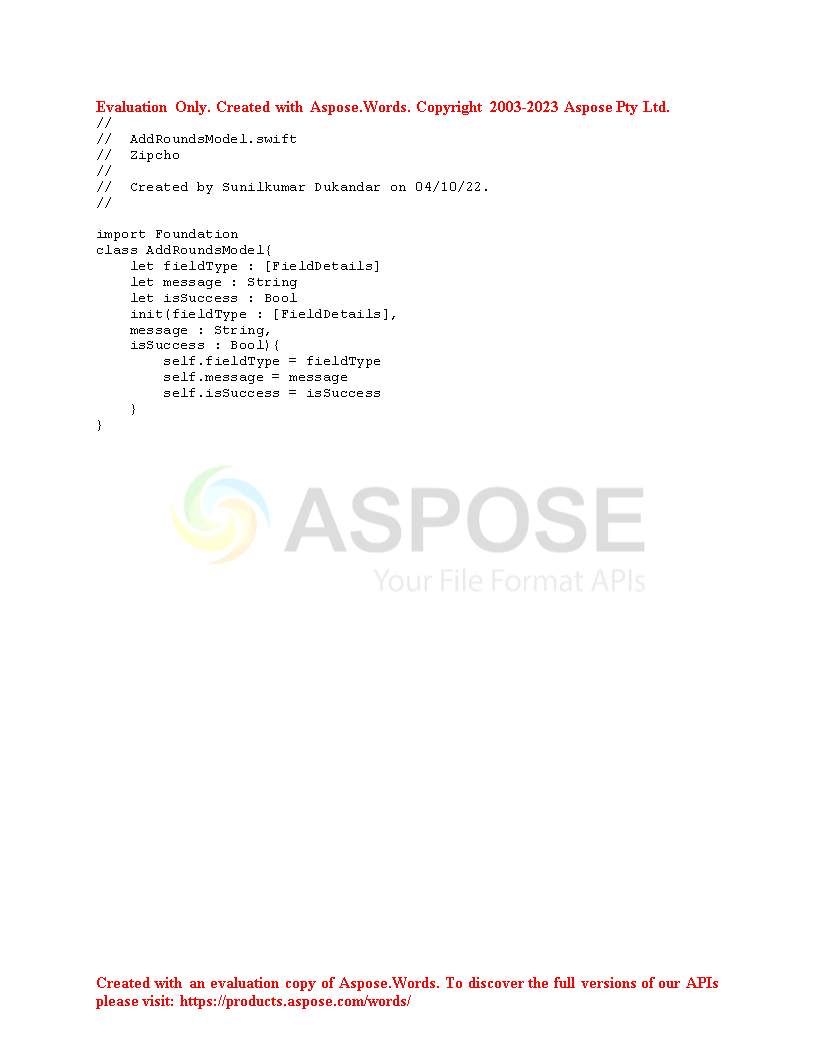 Evaluation Only. Created with Aspose.Words. Copyright 2003-2023 Aspose Pty Ltd.
//
//  AddRoundsModel.swift
//  Zipcho
//
//  Created by Sunilkumar Dukandar on 04/10/22.
//

import Foundation
class AddRoundsModel{
    let fieldType : [FieldDetails]
    let message : String
    let isSuccess : Bool
    init(fieldType : [FieldDetails],
    message : String,
    isSuccess : Bool){
        self.fieldType = fieldType
        self.message = message
        self.isSuccess = isSuccess
    }
}
ASPOSE
Your File Format APIs
Created with an evaluation copy of Aspose.Words. To discover the full versions of our APIs
please visit: https://products.aspose.com/words/